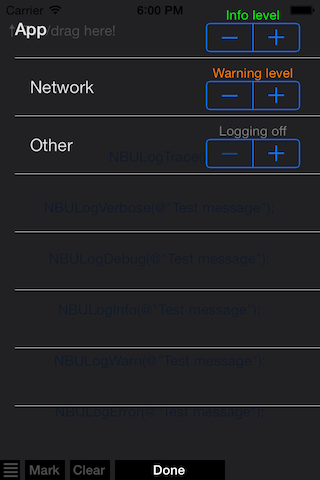 Carrier 6:00 PM
Info level
↑ /drag here!
App
− +
Warning level
Network
− +
Logging off
Other
− +
NBULogTrace(
NBULogVerbose(@"Test message");
NBULogDebug(@"Test message");
NBULogInfo(@"Test message");
NBULogWarn(@"Test message");
NBULogError(@"Test message");
Mark Clear Done